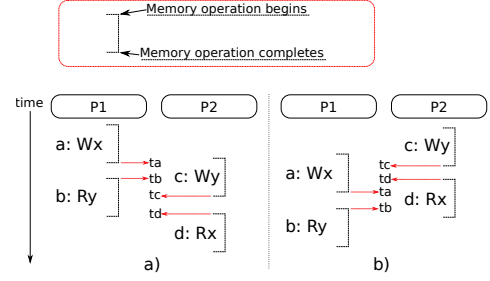 Memory operation begins
Memory operation completes
time P1 P2 P1 P2
a: Wx
c: Wy
ta
tb
c: Wy
tc
td
a: Wx
tc
td
d: Rx
b: Ry
ta
tb
d: Rx
b: Ry
a)
b)